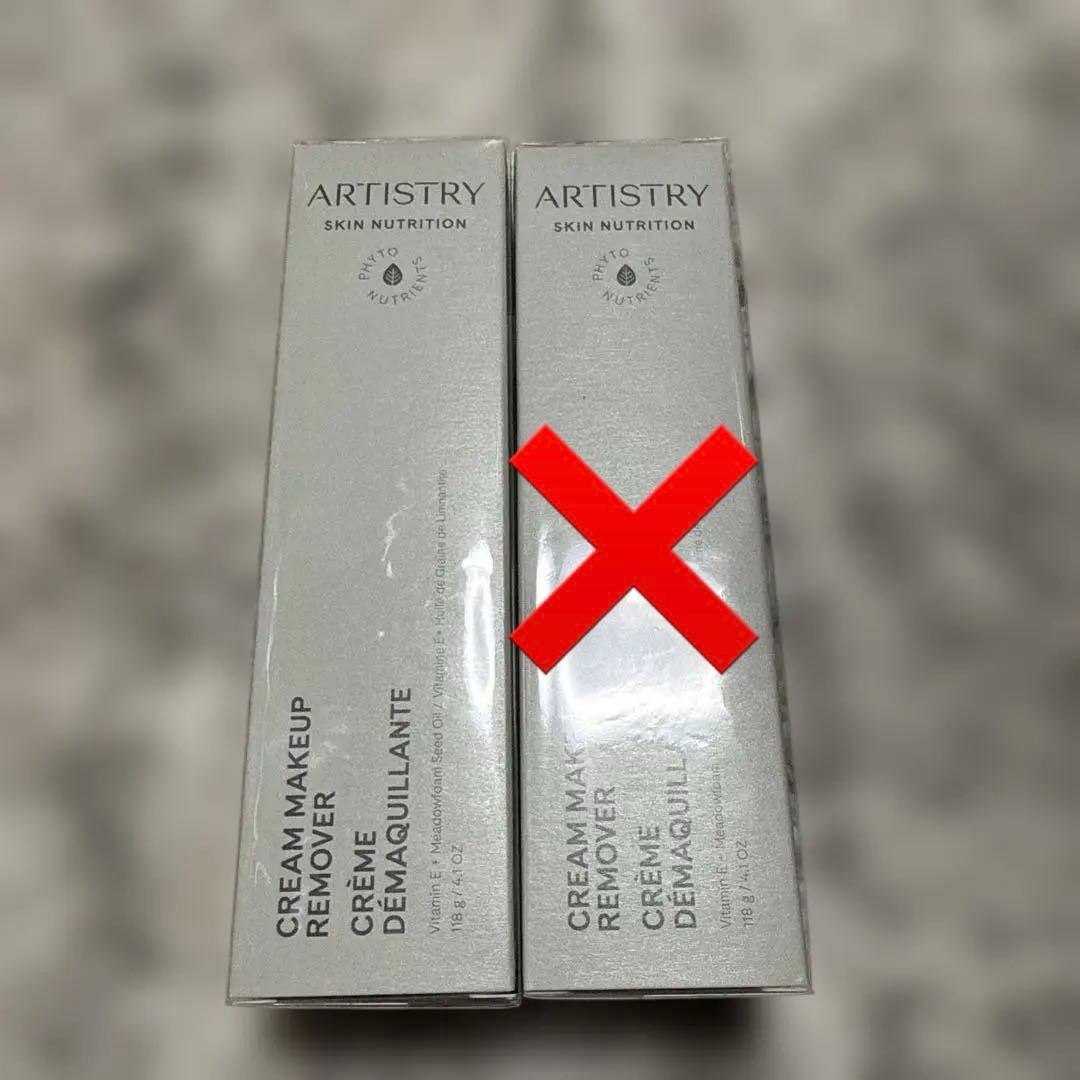 ARTISTRY
SKIN NUTRITION
PHYTO
NUTRIENTS
CREAM MAKEUP
REMOVER
CRÈME
DÉMAQUILLANTE
Vitamin E + Meadowfoam Seed Oil / Vitamine E + Huile de Graine de Limnanthe
118 g / 4.1 OZ
ARTISTRY
SKIN NUTRITION
PHYTO
NUTRIENTS
CREAM MAK
REMOVER
CRÈME
DÉMAQUILL
Vitamin E + Meadowfoam
118 g / 4.1 OZ